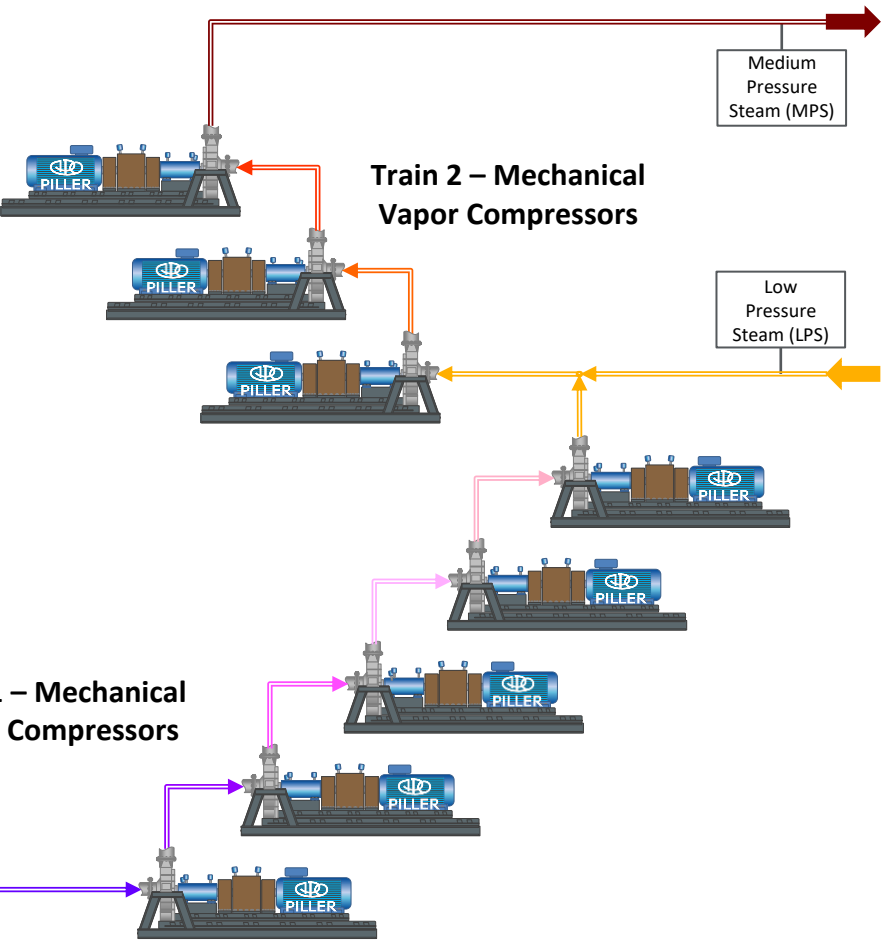 Medium
Pressure
Steam (MPS)
PILLER
Train 2 – Mechanical
Vapor Compressors
PILLER
Low
Pressure
Steam (LPS)
PILLER
PILLER
PILLER
– Mechanical
Compressors
PILLER
PILLER
PILLER